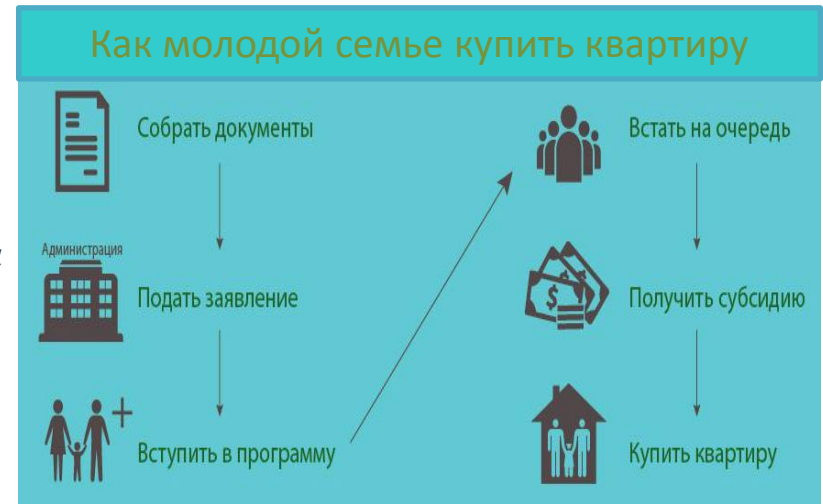 Как молодой семье купить квартиру
Собрать документы
Администрация
Подать заявление
Вступить в программу
Встать на очередь
$
Получить субсидию
Купить квартиру